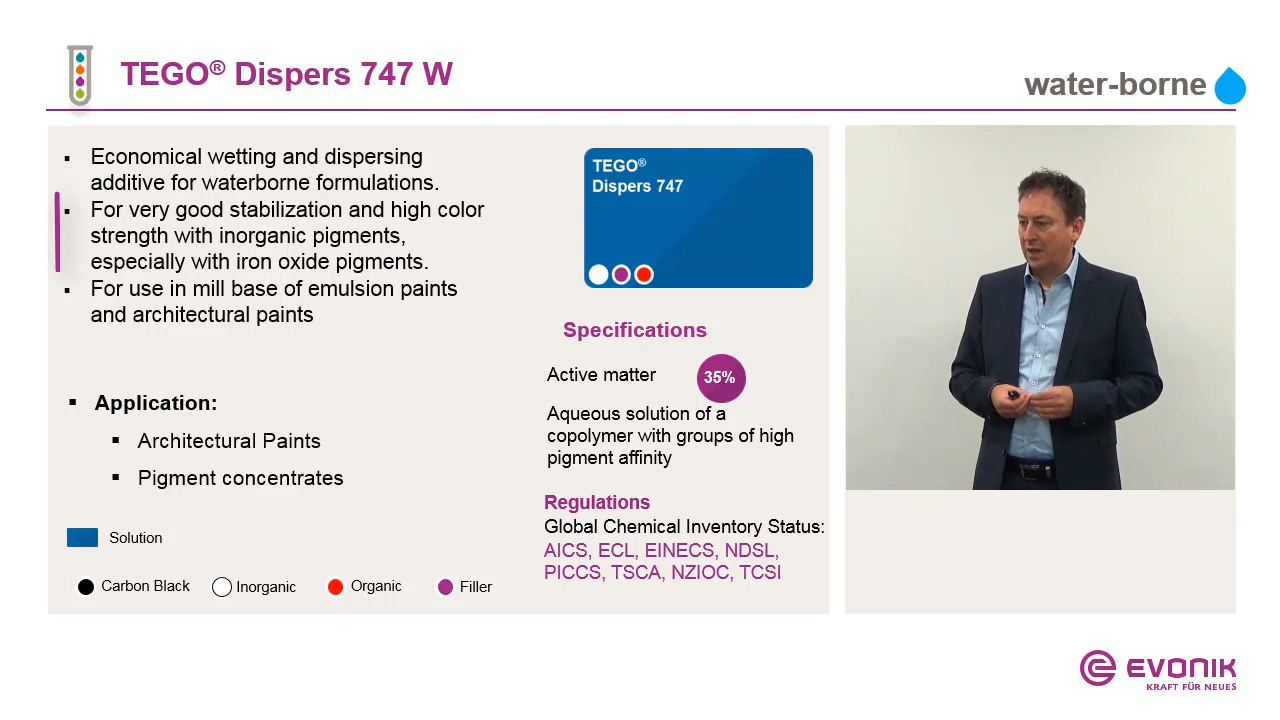 TEGO® Dispers 747 W
water-borne
▪ Economical wetting and dispersing
additive for waterborne formulations.
▪ For very good stabilization and high color
strength with inorganic pigments,
especially with iron oxide pigments.
▪ For use in mill base of emulsion paints
and architectural paints
▪ Application:
▪ Architectural Paints
▪ Pigment concentrates
Solution
Carbon Black
Inorganic
Organic
Filler
TEGO®
Dispers 747
Specifications
Active matter 35%
Aqueous solution of a
copolymer with groups of high
pigment affinity
Regulations
Global Chemical Inventory Status:
AICS, ECL, EINECS, NDSL,
PICCS, TSCA, NZIOC, TCSI
EVONIK
KRAFT FÜR NEUES